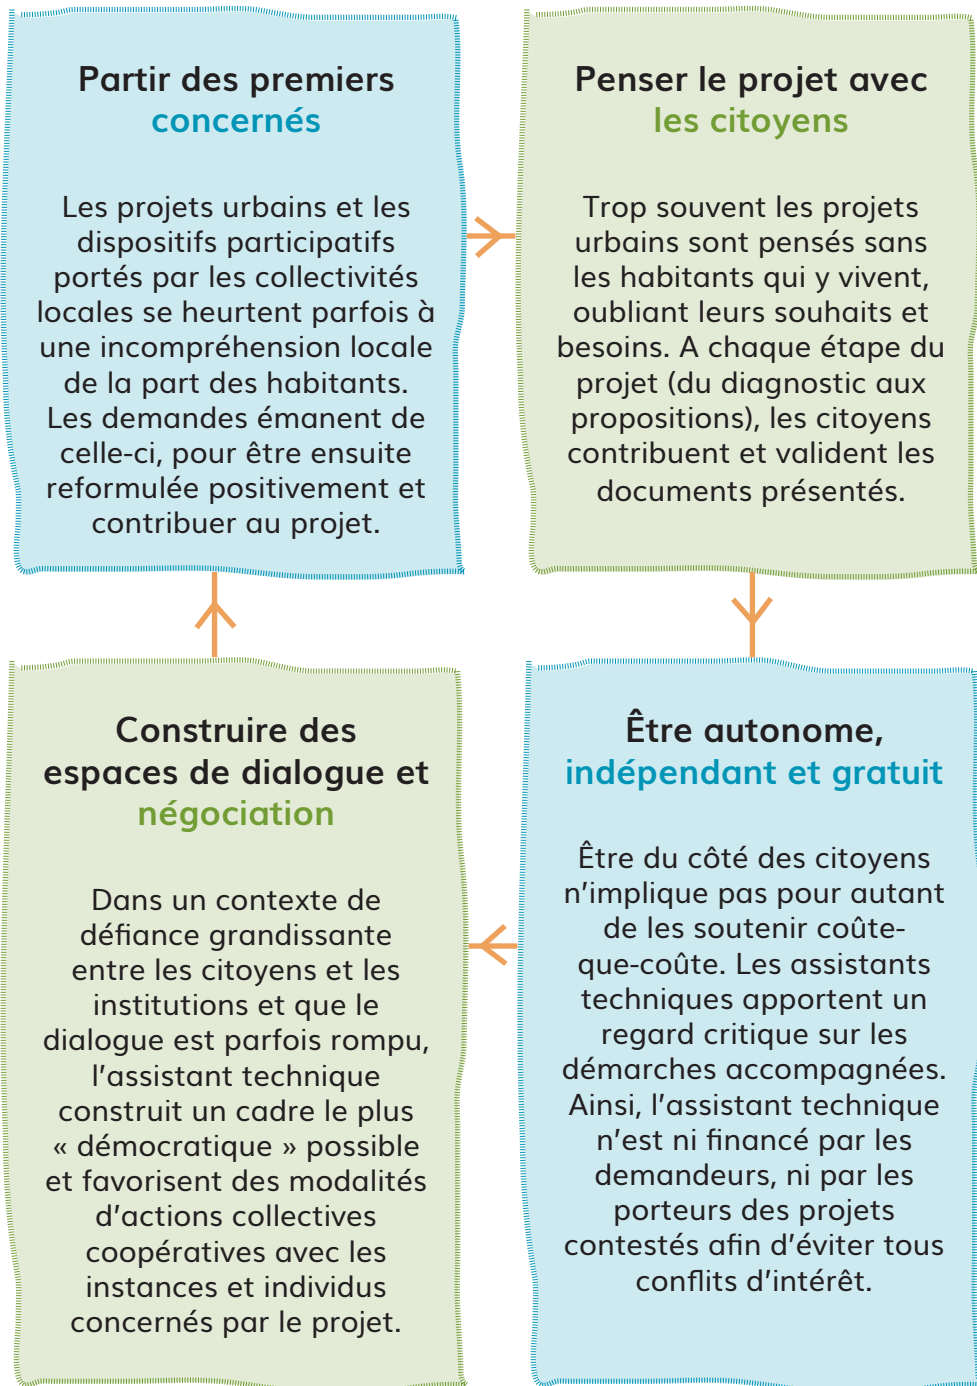 Partir des premiers
concernés
Les projets urbains et les
dispositifs participatifs
portés par les collectivités
locales se heurtent parfois à
une incompréhension locale
de la part des habitants.
Les demandes émanent de
celle-ci, pour être ensuite
reformulée positivement et
contribuer au projet.
Penser le projet avec
les citoyens
Trop souvent les projets
urbains sont pensés sans
les habitants qui y vivent,
oubliant leurs souhaits et
besoins. A chaque étape du
projet (du diagnostic aux
propositions), les citoyens
contribuent et valident les
documents présentés.
Être autonome,
indépendant et gratuit
Être du côté des citoyens
n’implique pas pour autant
de les soutenir coûte-
que-coûte. Les assistants
techniques apportent un
regard critique sur les
démarches accompagnées.
Ainsi, l’assistant technique
n’est ni financé par les
demandeurs, ni par les
porteurs des projets
contestés afin d’éviter tous
conflits d’intérêt.
Construire des
espaces de dialogue et
négociation
Dans un contexte de
défiance grandissante
entre les citoyens et les
institutions et que le
dialogue est parfois rompu,
l’assistant technique
construit un cadre le plus
« démocratique » possible
et favorisent des modalités
d’actions collectives
coopératives avec les
instances et individus
concernés par le projet.